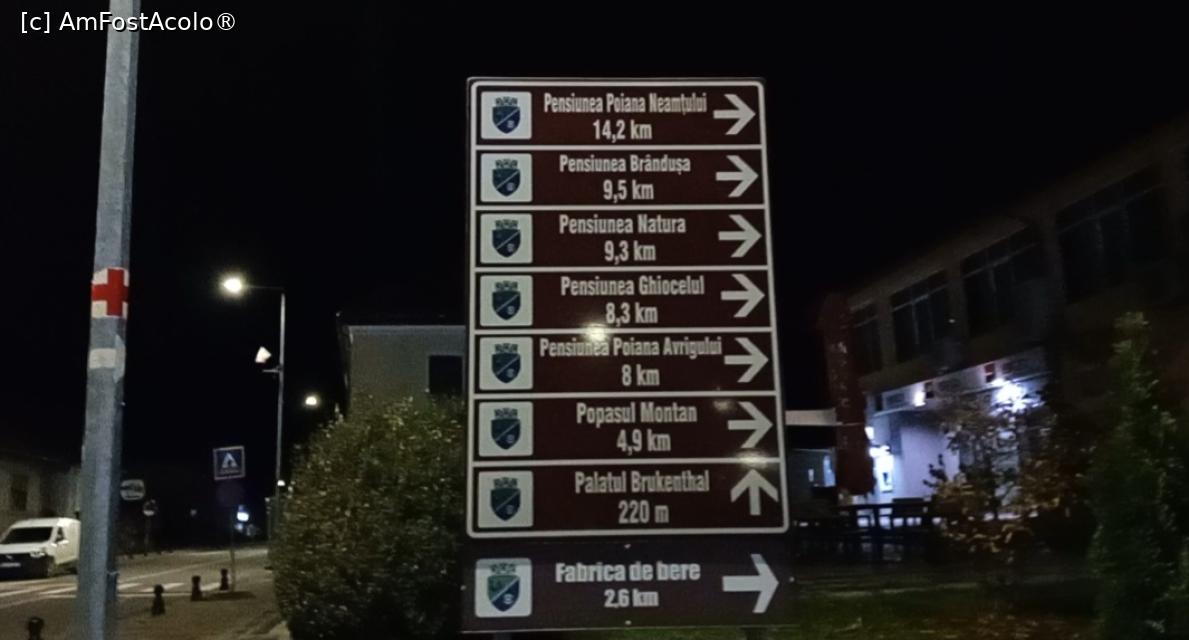 [c] AmFostAcolo®
Pensiunea Poiana Neamțului
14,2 km
Pensiunea Brândușa
9,5 km
Pensiunea Natura
9,3 km
Pensiunea Ghiocelul
8,3 km
Pensiunea Poiana Avrigului
8 km
Popasul Montan
4,9 km
Palatul Brukenthal
220 m
Fabrica de bere
2,6 km